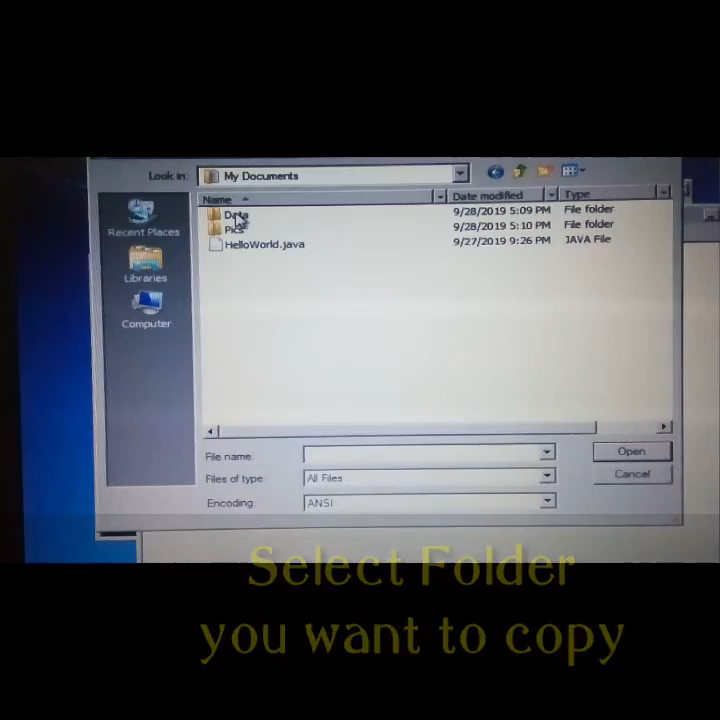 Look in: My Documents
Name Date modified Type
Data 9/28/2019 5:09 PM File folder
Pics 9/28/2019 5:10 PM File folder
HelloWorld.java 9/27/2019 9:26 PM JAVA File
Recent Places
Libraries
Computer
File name:
Open
Files of type
All Files
Cancel
Encoding:
ANSI
Select Folder
you want to copy